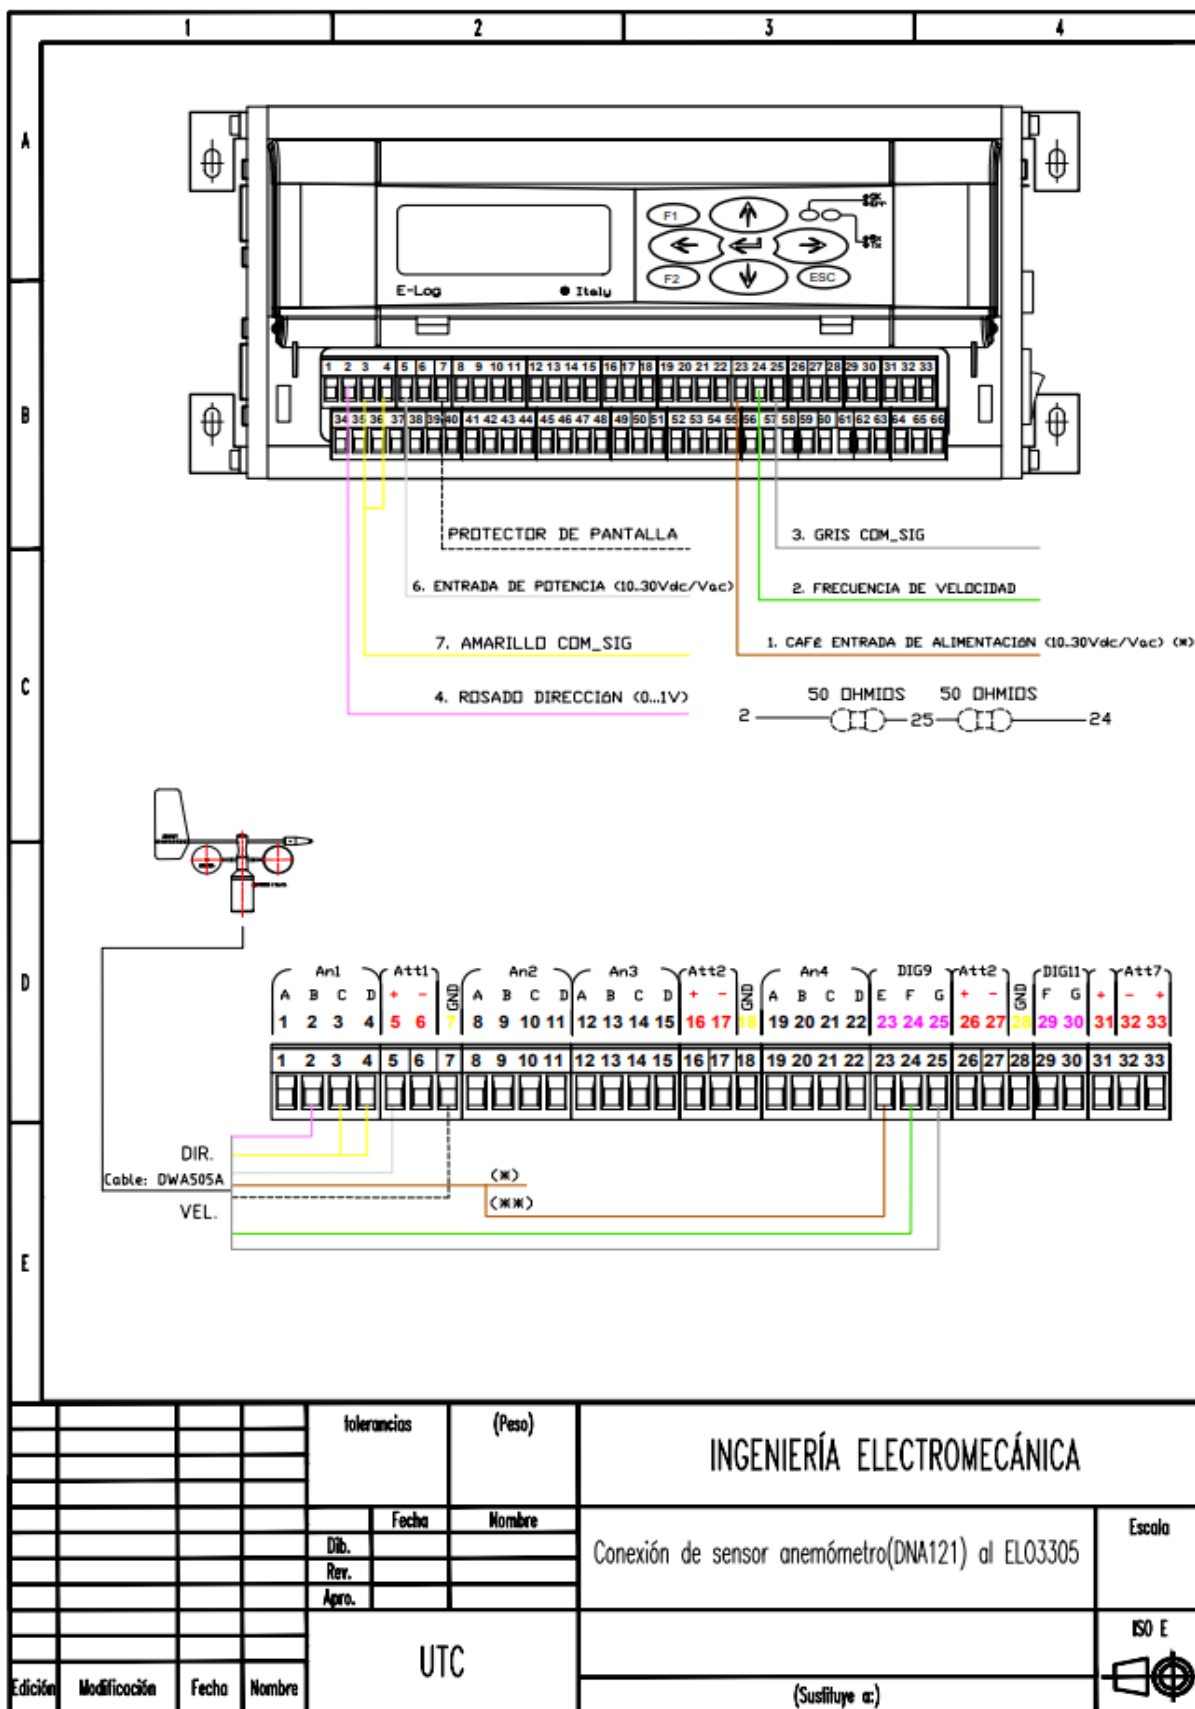 1 2 3 4
A
B
C
D
E
F1
F2
ESC
E-Log
Italy
1 2 3 4 5 6 7 8 9 10 11 12 13 14 15 16 17 18 19 20 21 22 23 24 25 26 27 28 29 30 31 32 33
34 35 36 37 38 39 40 41 42 43 44 45 46 47 48 49 50 51 52 53 54 55 56 57 58 59 60 61 62 63 64 65 66
PROTECTOR DE PANTALLA
3. GRIS COM_SIG
6. ENTRADA DE POTENCIA (10..30Vdc/Vac)
2. FRECUENCIA DE VELOCIDAD
7. AMARILLO COM_SIG
1. CAFé ENTRADA DE ALIMENTACIóN (10..30Vdc/Vac) (*)
4. ROSADO DIRECCIóN (0...1V)
50 OHMIOS 50 OHMIOS
2 25 24
An1 Att1 GND An2 An3 Att2 GND An4 DIG9 Att2 GND DIG11 Att7
A B C D + - A B C D A B C D + - A B C D E F G + - F G + - +
1 2 3 4 5 6 7 8 9 10 11 12 13 14 15 16 17 18 19 20 21 22 23 24 25 26 27 28 29 30 31 32 33
1 2 3 4 5 6 7 8 9 10 11 12 13 14 15 16 17 18 19 20 21 22 23 24 25 26 27 28 29 30 31 32 33
DIR.
Cable: DWA505A
VEL.
(*)
(**)
tolerancias
(Peso)
INGENIERÍA ELECTROMECÁNICA
Fecha Nombre
Dib.
Rev.
Apro.
Conexión de sensor anemómetro(DNA121) al ELO3305
Escala
UTC
ISO E
Edición Modificación Fecha Nombre
(Sustituye a:)